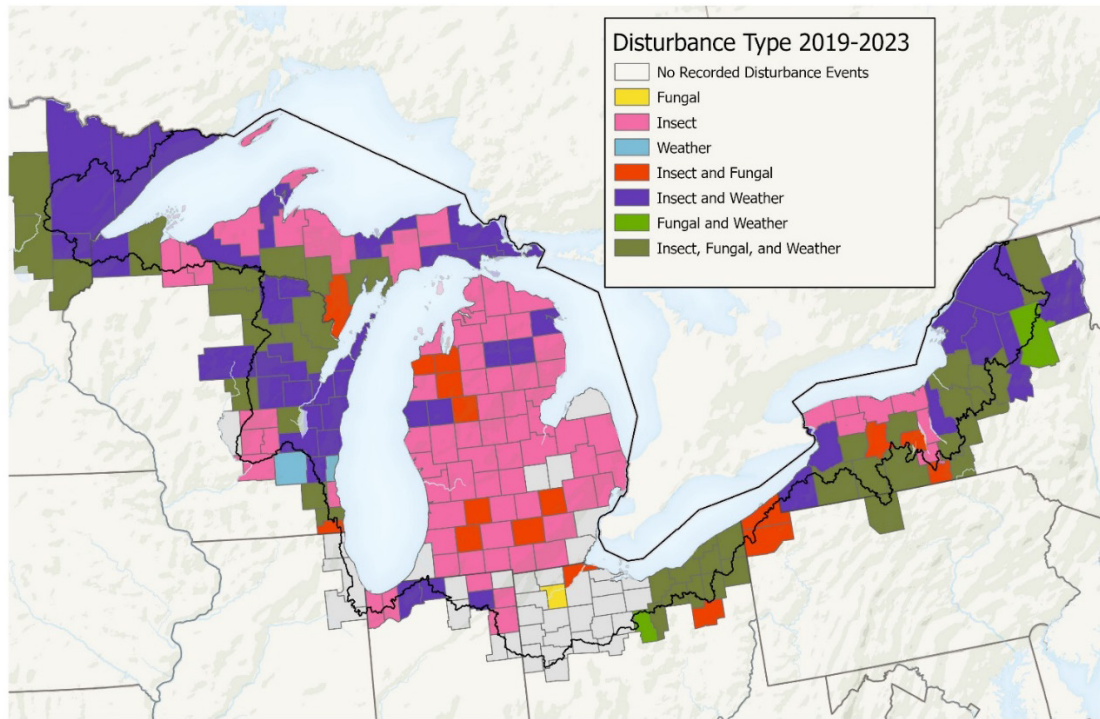 Disturbance Type 2019-2023
No Recorded Disturbance Events
Fungal
Insect
Weather
Insect and Fungal
Insect and Weather
Fungal and Weather
Insect, Fungal, and Weather